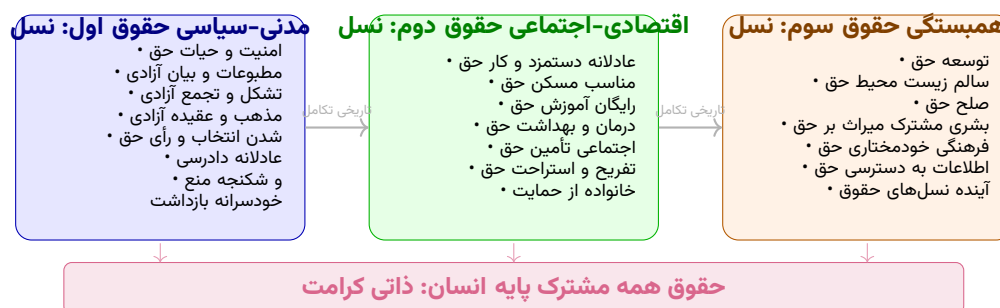 مدنی-سیاسی حقوق اول: نسل
امنیت و حیات حق •
مطبوعات و بیان آزادی •
تشکل و تجمع آزادی •
مذهب و عقیده آزادی •
شدن انتخاب و رأی حق •
عادلانه دادرسی •
و شکنجه منع •
خودسرانه بازداشت
تاریخی تکامل
اقتصادی-اجتماعی حقوق دوم: نسل
عادلانه دستمزد و کار حق •
مناسب مسکن حق •
رایگان آموزش حق •
درمان و بهداشت حق •
اجتماعی تأمین حق •
تفریح و استراحت حق •
خانواده از حمایت •
تاریخی تکامل
همبستگی حقوق سوم: نسل
توسعه حق •
سالم زیست محیط حق •
صلح حق •
بشری مشترک میراث بر حق •
فرهنگی خودمختاری حق •
اطلاعات به دسترسی حق •
آینده نسل‌های حقوق •
حقوق همه مشترک پایه انسان: ذاتی کرامت